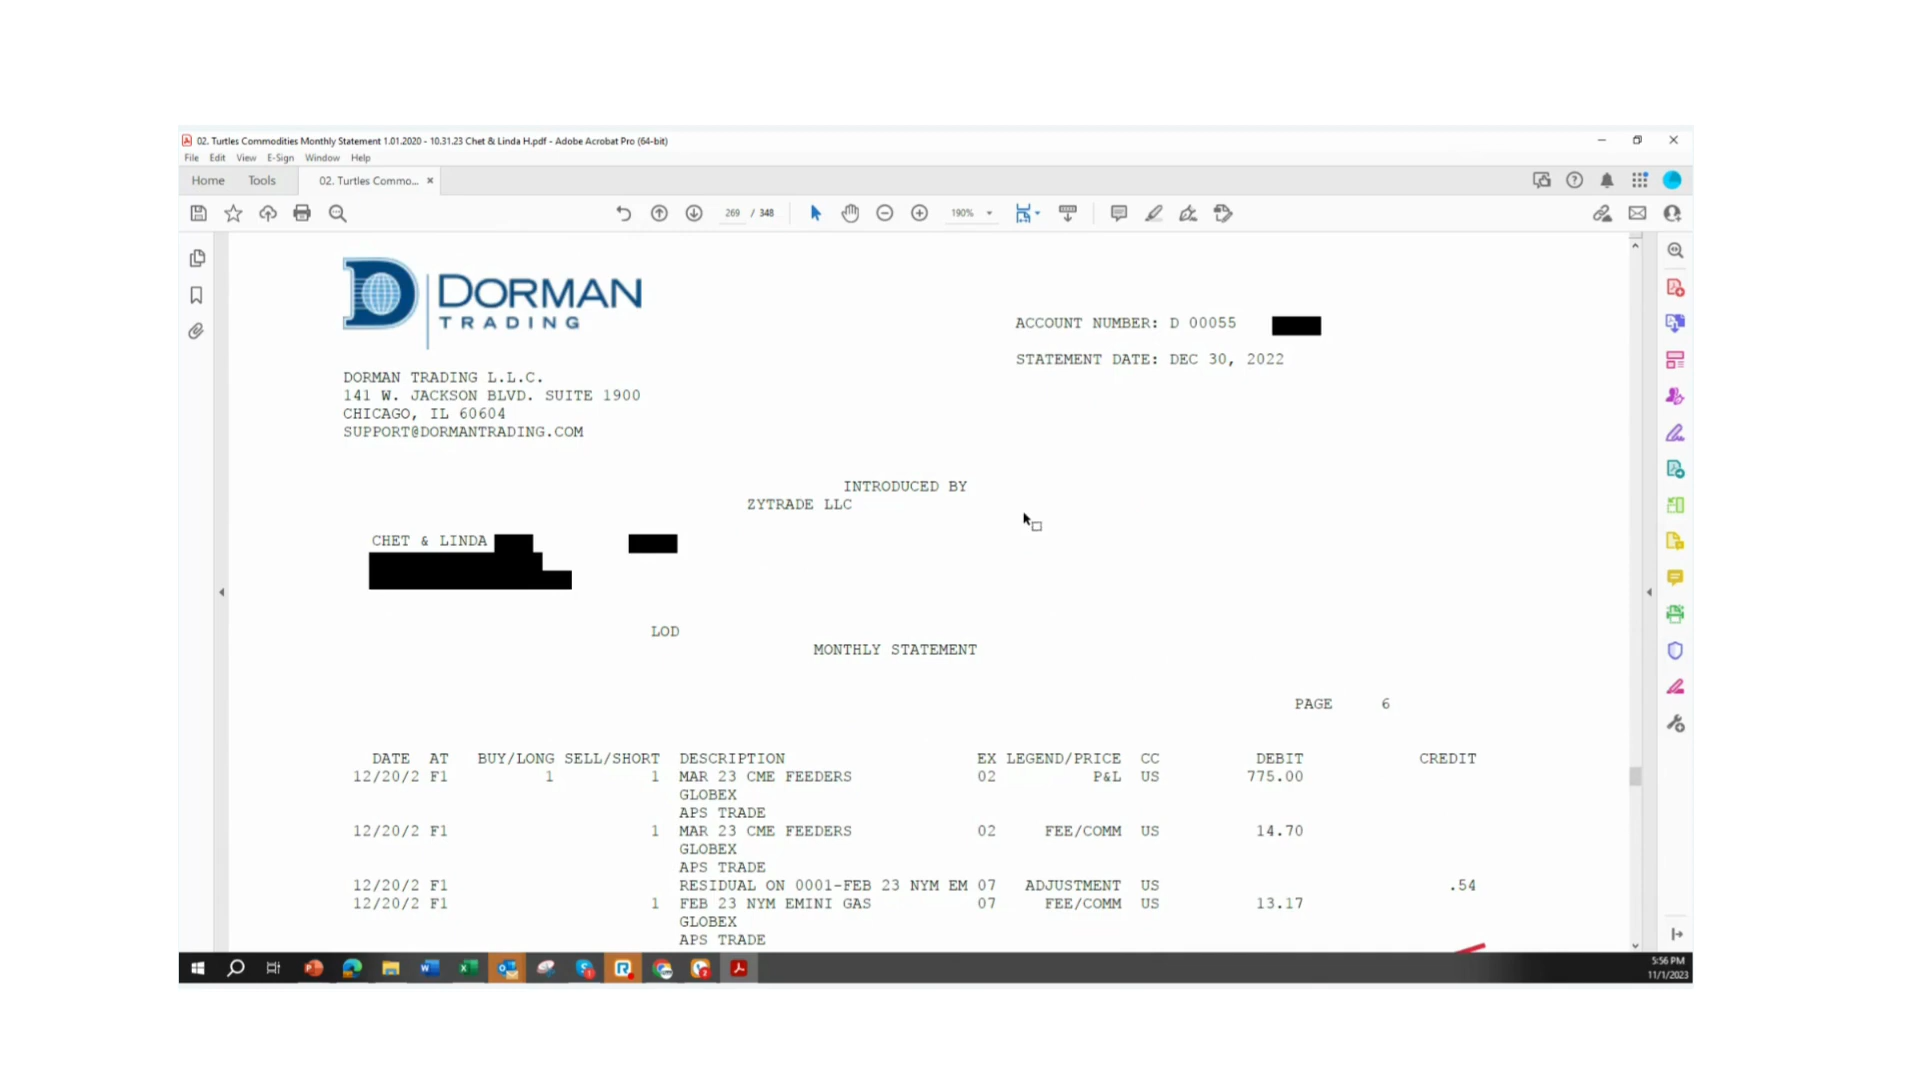 02. Turtles Commodities Monthly Statement 1.01.2020 - 10.31.23 Chet & Linda H.pdf - Adobe Acrobat Pro (64-bit)
File Edit View E-Sign Window Help
Home Tools 02. Turtles Commo... ×
269 / 348 190%
DORMAN
TRADING
ACCOUNT NUMBER: D 00055
STATEMENT DATE: DEC 30, 2022
DORMAN TRADING L.L.C.
141 W. JACKSON BLVD. SUITE 1900
CHICAGO, IL 60604
SUPPORT@DORMANTRADING.COM
INTRODUCED BY
ZYTRADE LLC
CHET & LINDA
LOD
MONTHLY STATEMENT
PAGE 6
DATE AT BUY/LONG SELL/SHORT DESCRIPTION EX LEGEND/PRICE CC DEBIT CREDIT
12/20/2 F1 1 1 MAR 23 CME FEEDERS 02 P&L US 775.00
GLOBEX
APS TRADE
12/20/2 F1 1 MAR 23 CME FEEDERS 02 FEE/COMM US 14.70
GLOBEX
APS TRADE
12/20/2 F1 RESIDUAL ON 0001-FEB 23 NYM EM 07 ADJUSTMENT US .54
12/20/2 F1 1 FEB 23 NYM EMINI GAS 07 FEE/COMM US 13.17
GLOBEX
APS TRADE
5:56 PM
11/1/2023